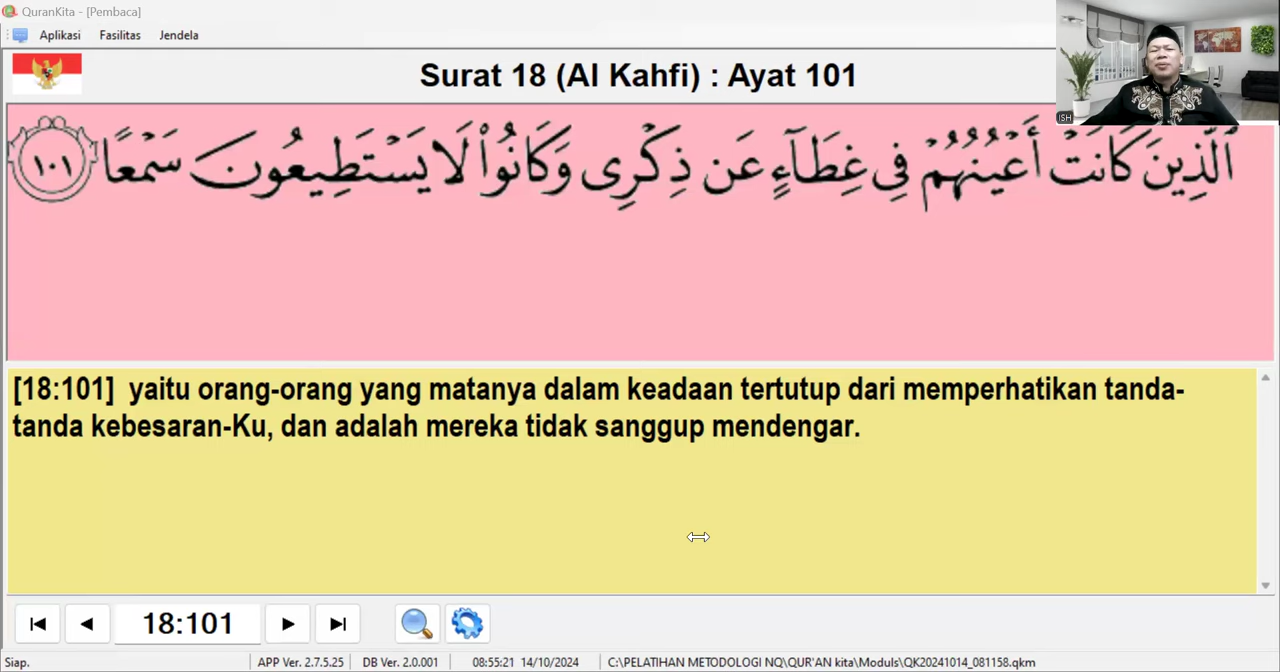 QuranKita - [Pembaca]
Aplikasi Fasilitas Jendela
Surat 18 (Al Kahfi) : Ayat 101
ٱلَّذِينَ كَانَتۡ أَعۡيُنُهُمۡ فِي غِطَآءٍ عَن ذِكۡرِي وَكَانُواْ لَا يَسۡتَطِيعُونَ سَمۡعًا ١٠١
ISH
[18:101] yaitu orang-orang yang matanya dalam keadaan tertutup dari memperhatikan tanda-
tanda kebesaran-Ku, dan adalah mereka tidak sanggup mendengar.
18:101
Siap. APP Ver. 2.7.5.25 DB Ver. 2.0.001 08:55:21 14/10/2024 C:\PELATIHAN METODOLOGI NQ\QUR'AN kita\Moduls\QK20241014_081158.qkm